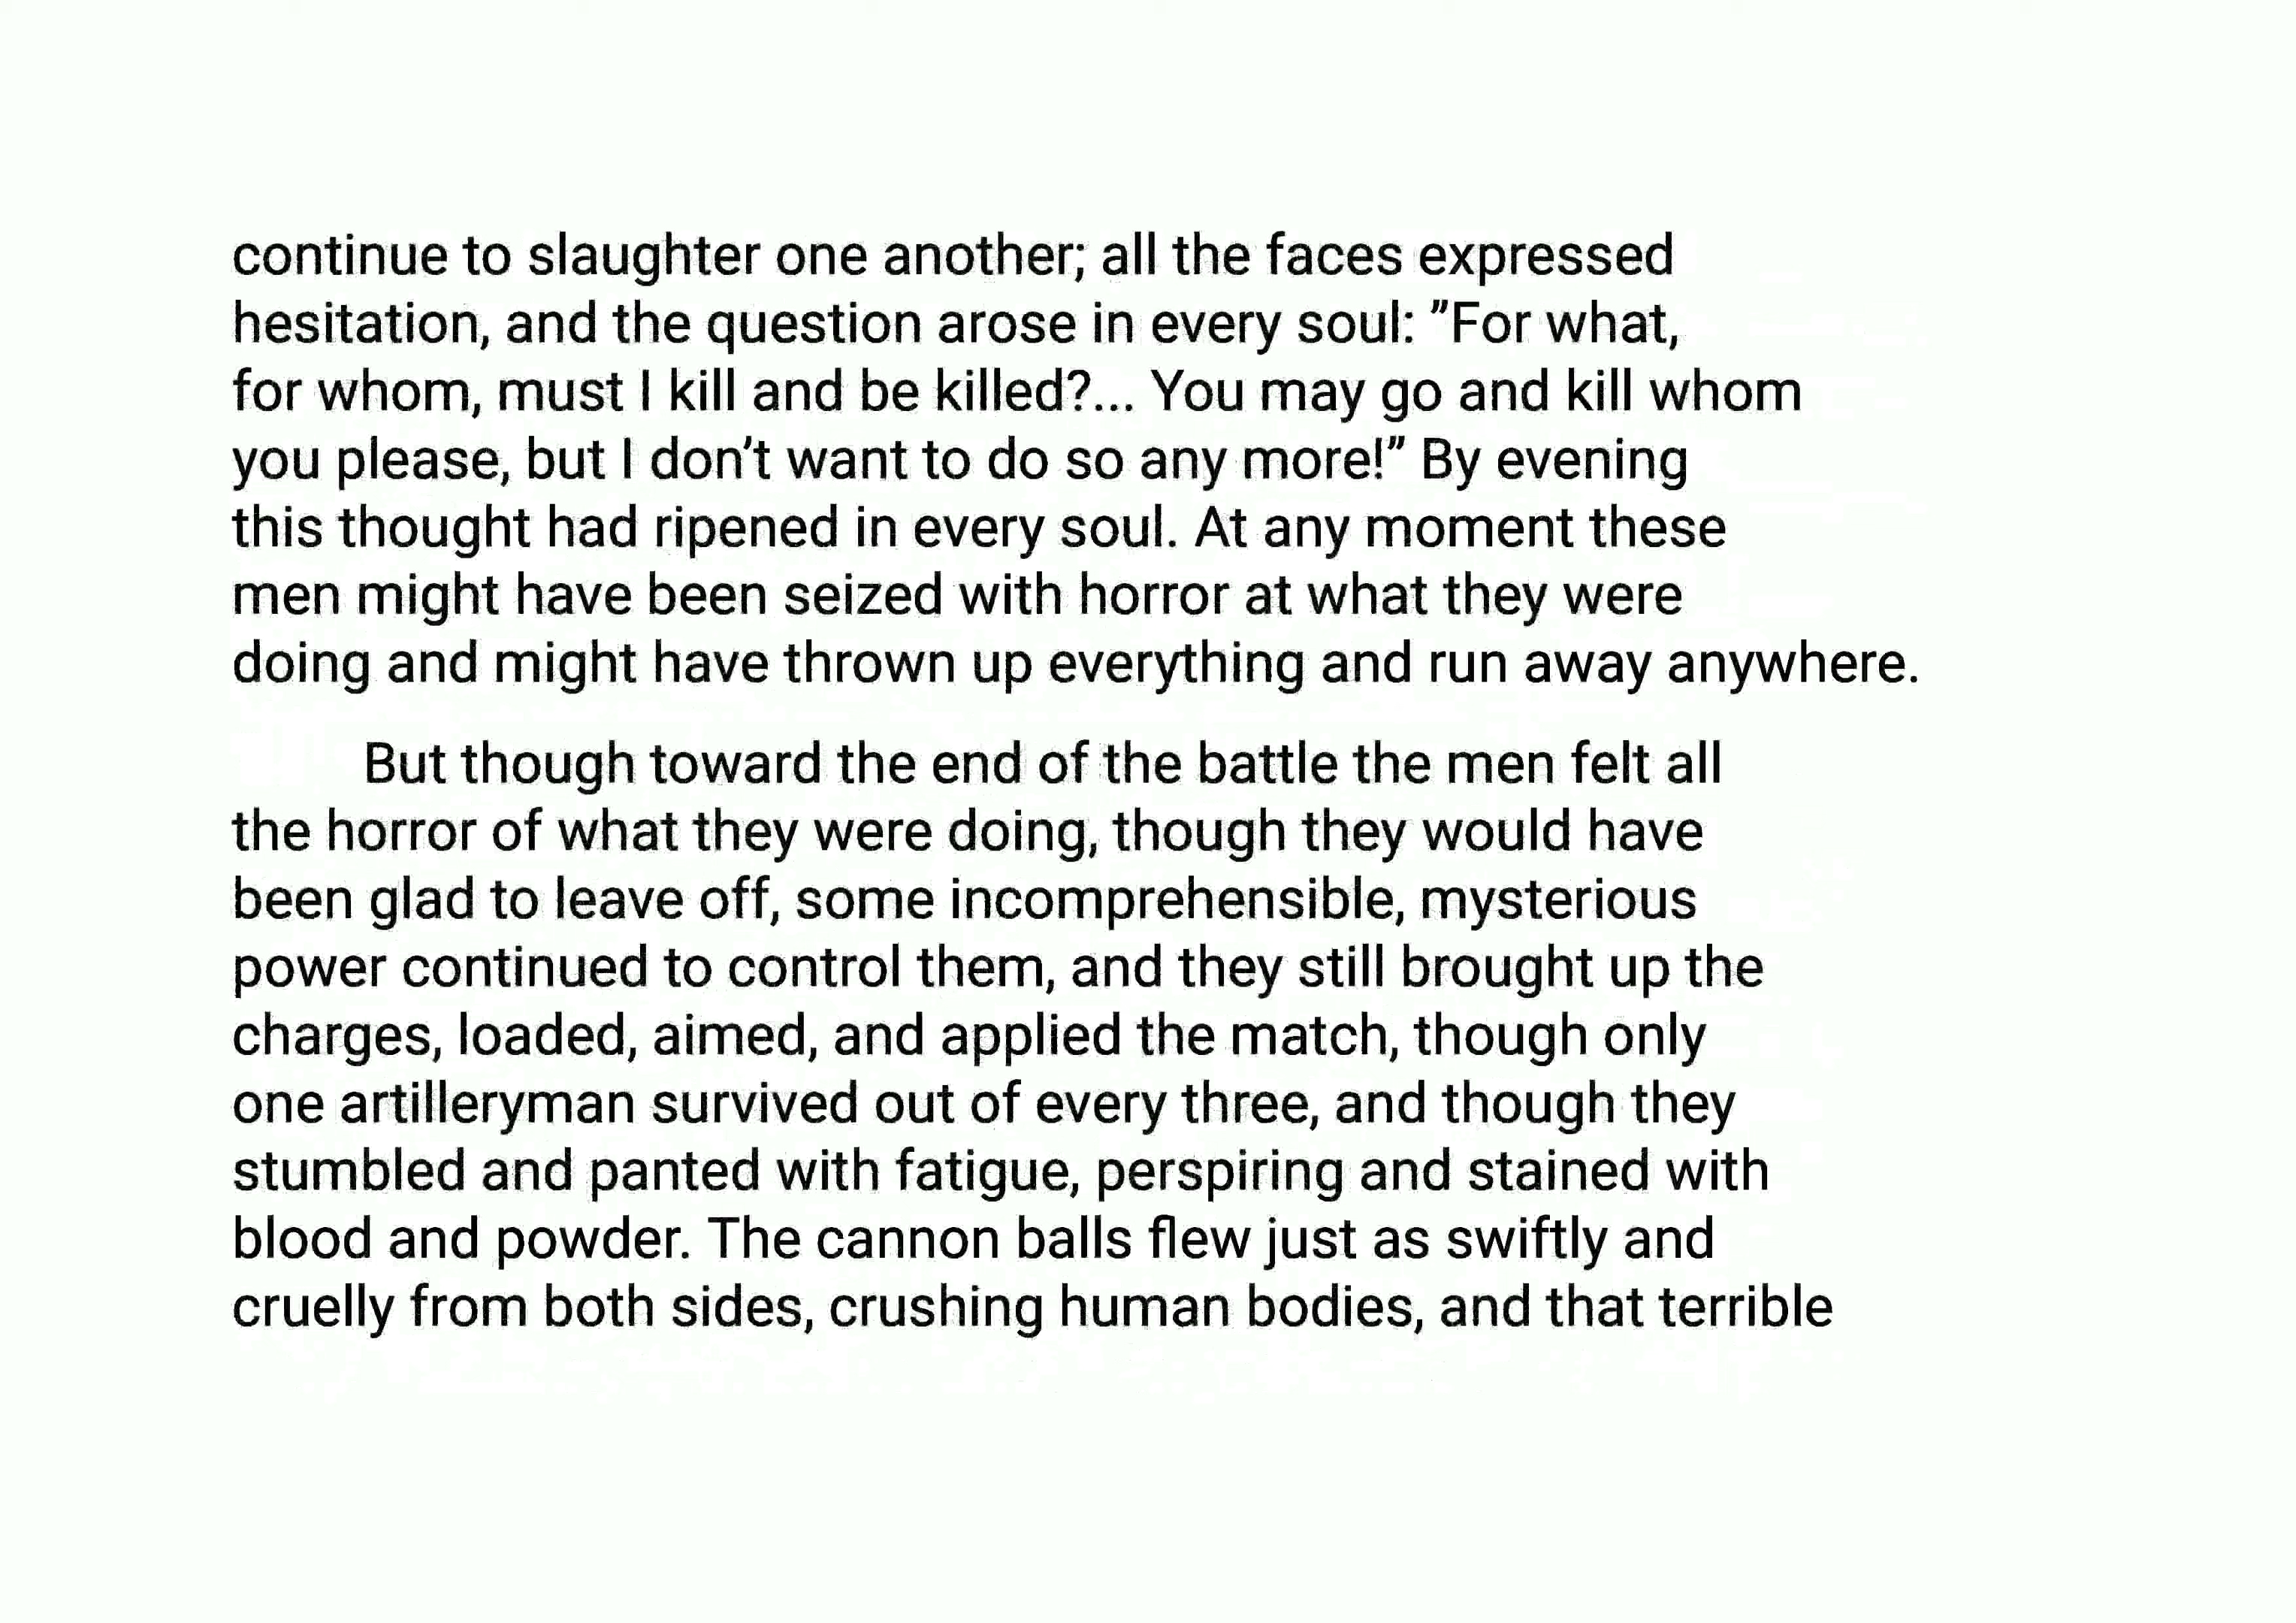 continue to slaughter one another; all the faces expressed
hesitation, and the question arose in every soul: ”For what,
for whom, must I kill and be killed?... You may go and kill whom
you please, but I don’t want to do so any more!” By evening
this thought had ripened in every soul. At any moment these
men might have been seized with horror at what they were
doing and might have thrown up everything and run away anywhere.
But though toward the end of the battle the men felt all
the horror of what they were doing, though they would have
been glad to leave off, some incomprehensible, mysterious
power continued to control them, and they still brought up the
charges, loaded, aimed, and applied the match, though only
one artilleryman survived out of every three, and though they
stumbled and panted with fatigue, perspiring and stained with
blood and powder. The cannon balls flew just as swiftly and
cruelly from both sides, crushing human bodies, and that terrible